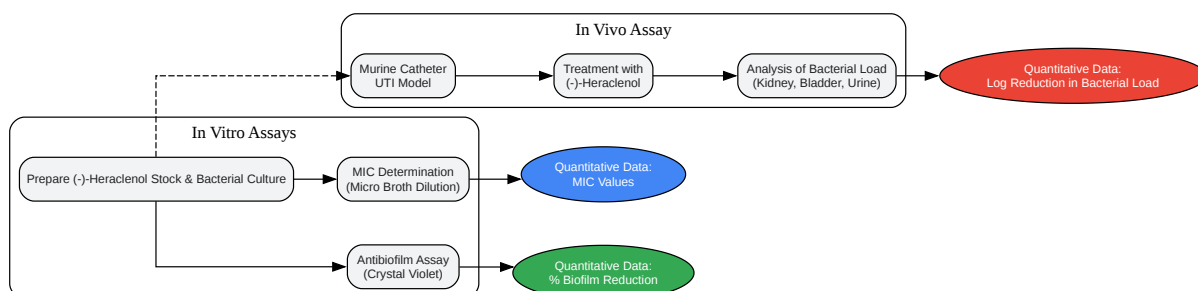 In Vivo Assay
Murine Catheter
UTI Model
Treatment with
(-)-Heraclenol
Analysis of Bacterial Load
(Kidney, Bladder, Urine)
Quantitative Data:
Log Reduction in Bacterial Load
In Vitro Assays
Prepare (-)-Heraclenol Stock & Bacterial Culture
MIC Determination
(Micro Broth Dilution)
Quantitative Data:
MIC Values
Antibiofilm Assay
(Crystal Violet)
Quantitative Data:
% Biofilm Reduction